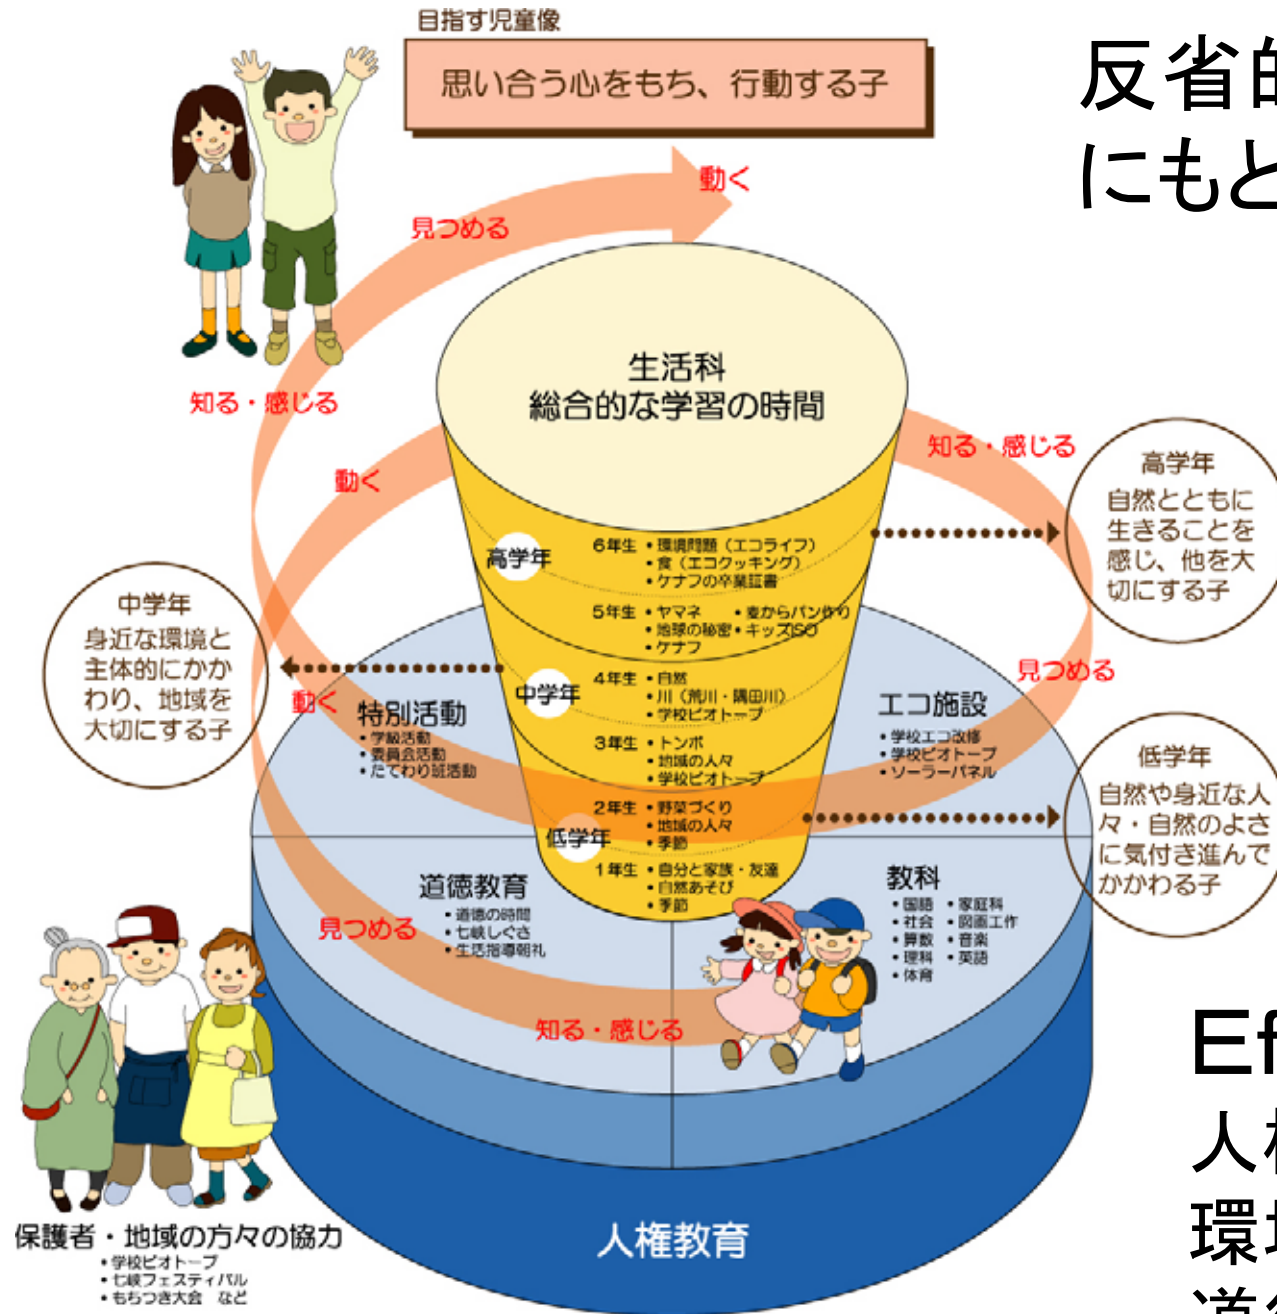 目指す児童像
思い合う心をもち、行動する子
反省的
にもと
動く
見つめる
知る・感じる
動く
生活科
総合的な学習の時間
知る・感じる
高学年
自然とともに
生きることを
感じ、他を大
切にする子
高学年
6年生
・環境問題（エコライフ）
・食（エコクッキング）
・ケナフの卒業証書
5年生
・ヤマネ ・麦からパン作り
・地球の秘密 ・キッズISO
・ケナフ
中学年
身近な環境と
主体的にかか
わり、地域を
大切にする子
中学年
4年生
・自然
・川（荒川・隅田川）
・学校ビオトープ
3年生
・トンボ
・地域の人々
・学校ビオトープ
見つめる
動く
特別活動
・学級活動
・委員会活動
・たてわり班活動
エコ施設
・学校エコ改修
・学校ビオトープ
・ソーラーパネル
低学年
自然や身近な人
々・自然のよさ
に気付き進んで
かかわる子
低学年
2年生
・野菜づくり
・地域の人々
・季節
1年生
・自分と家族・友達
・自然あそび
・季節
道徳教育
・道徳の時間
・七峡しぐさ
・生活指導朝礼
教科
・国語 ・家庭科
・社会 ・図画工作
・算数 ・音楽
・理科 ・英語
・体育
見つめる
知る・感じる
人権教育
保護者・地域の方々の協力
・学校ビオトープ
・七峡フェスティバル
・もちつき大会 など
Ef
人権
環境
道徳